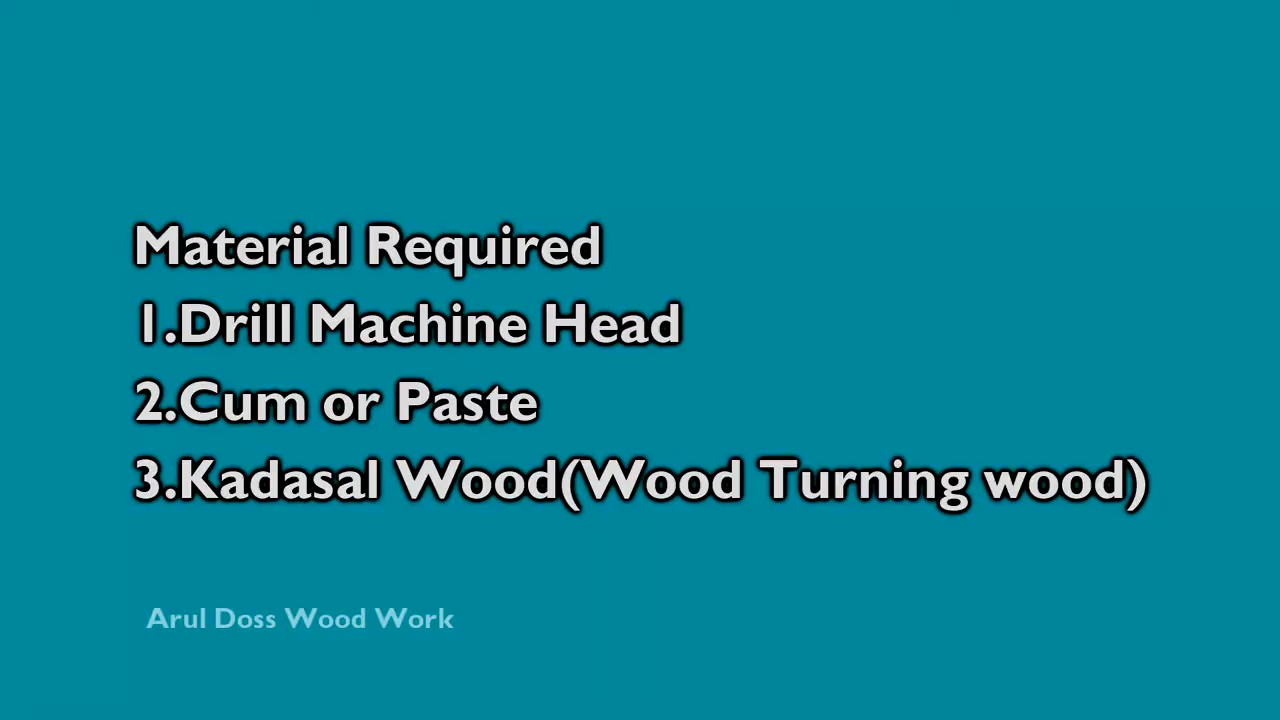 Material Required
1.Drill Machine Head
2.Cum or Paste
3.Kadasal Wood(Wood Turning wood)
Arul Doss Wood Work